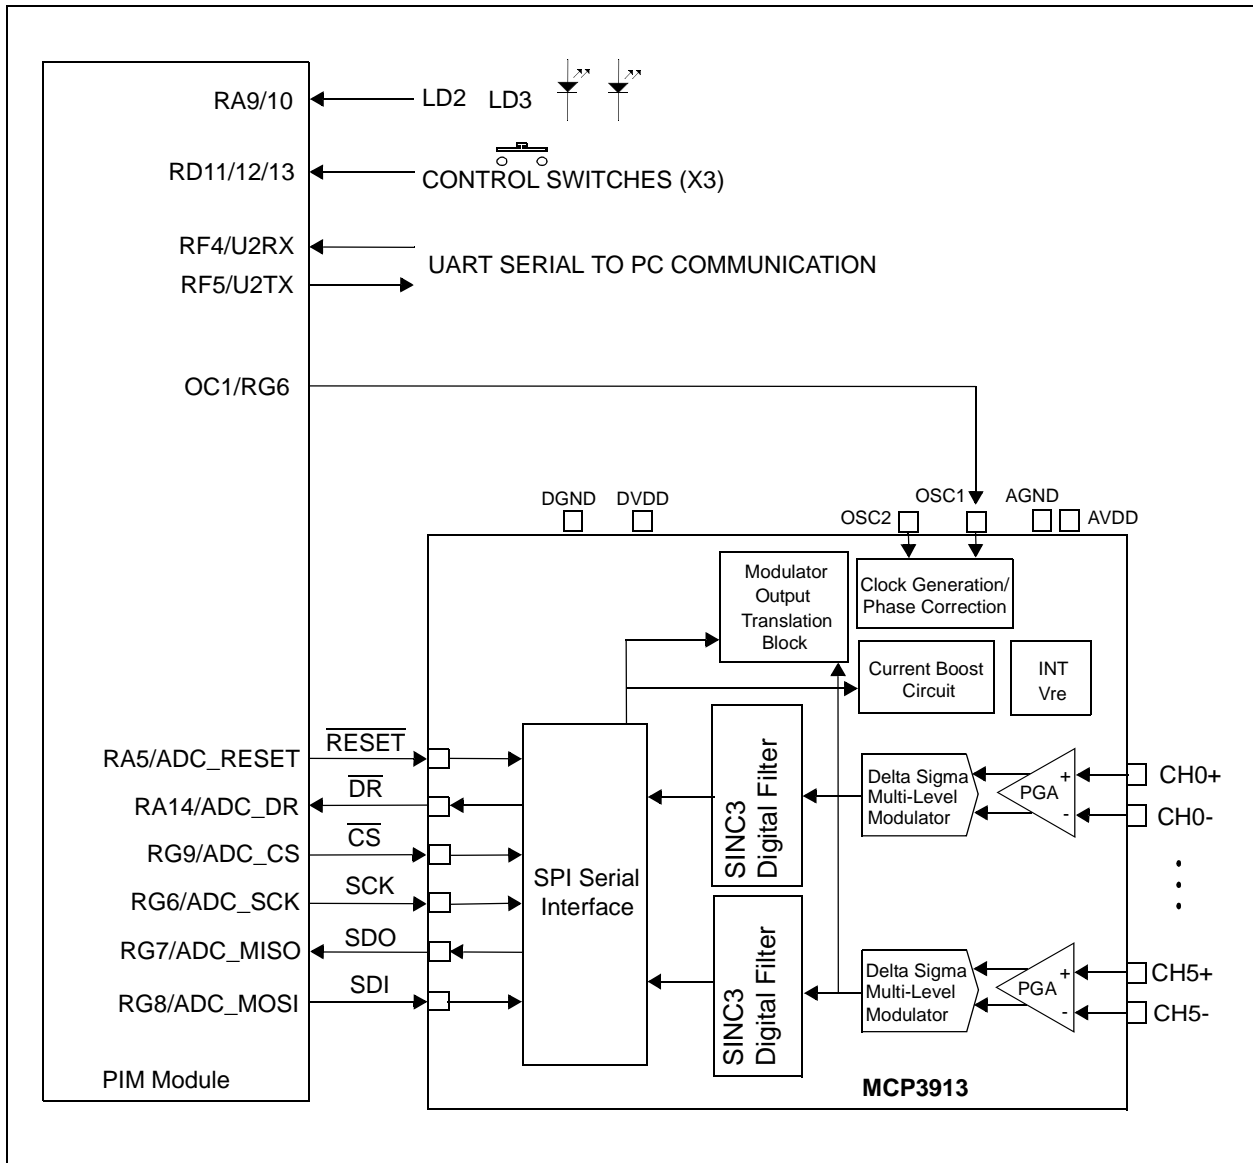 RA9/10
LD2
LD3
RD11/12/13
CONTROL SWITCHES (X3)
RF4/U2RX
UART SERIAL TO PC COMMUNICATION
RF5/U2TX
OC1/RG6
DGND
DVDD
OSC1
AGND
OSC2
AVDD
Modulator
Output
Translation
Block
Clock Generation/
Phase Correction
Current Boost
Circuit
INT
Vre
RA5/ADC_RESET
RESET
RA14/ADC_DR
DR
RG9/ADC_CS
CS
RG6/ADC_SCK
SCK
RG7/ADC_MISO
SDO
RG8/ADC_MOSI
SDI
SPI Serial
Interface
SINC3
Digital Filter
Delta Sigma
Multi-Level
Modulator
+
PGA
-
CH0+
CH0-
SINC3
Digital Filter
Delta Sigma
Multi-Level
Modulator
+
PGA
-
CH5+
CH5-
PIM Module
MCP3913